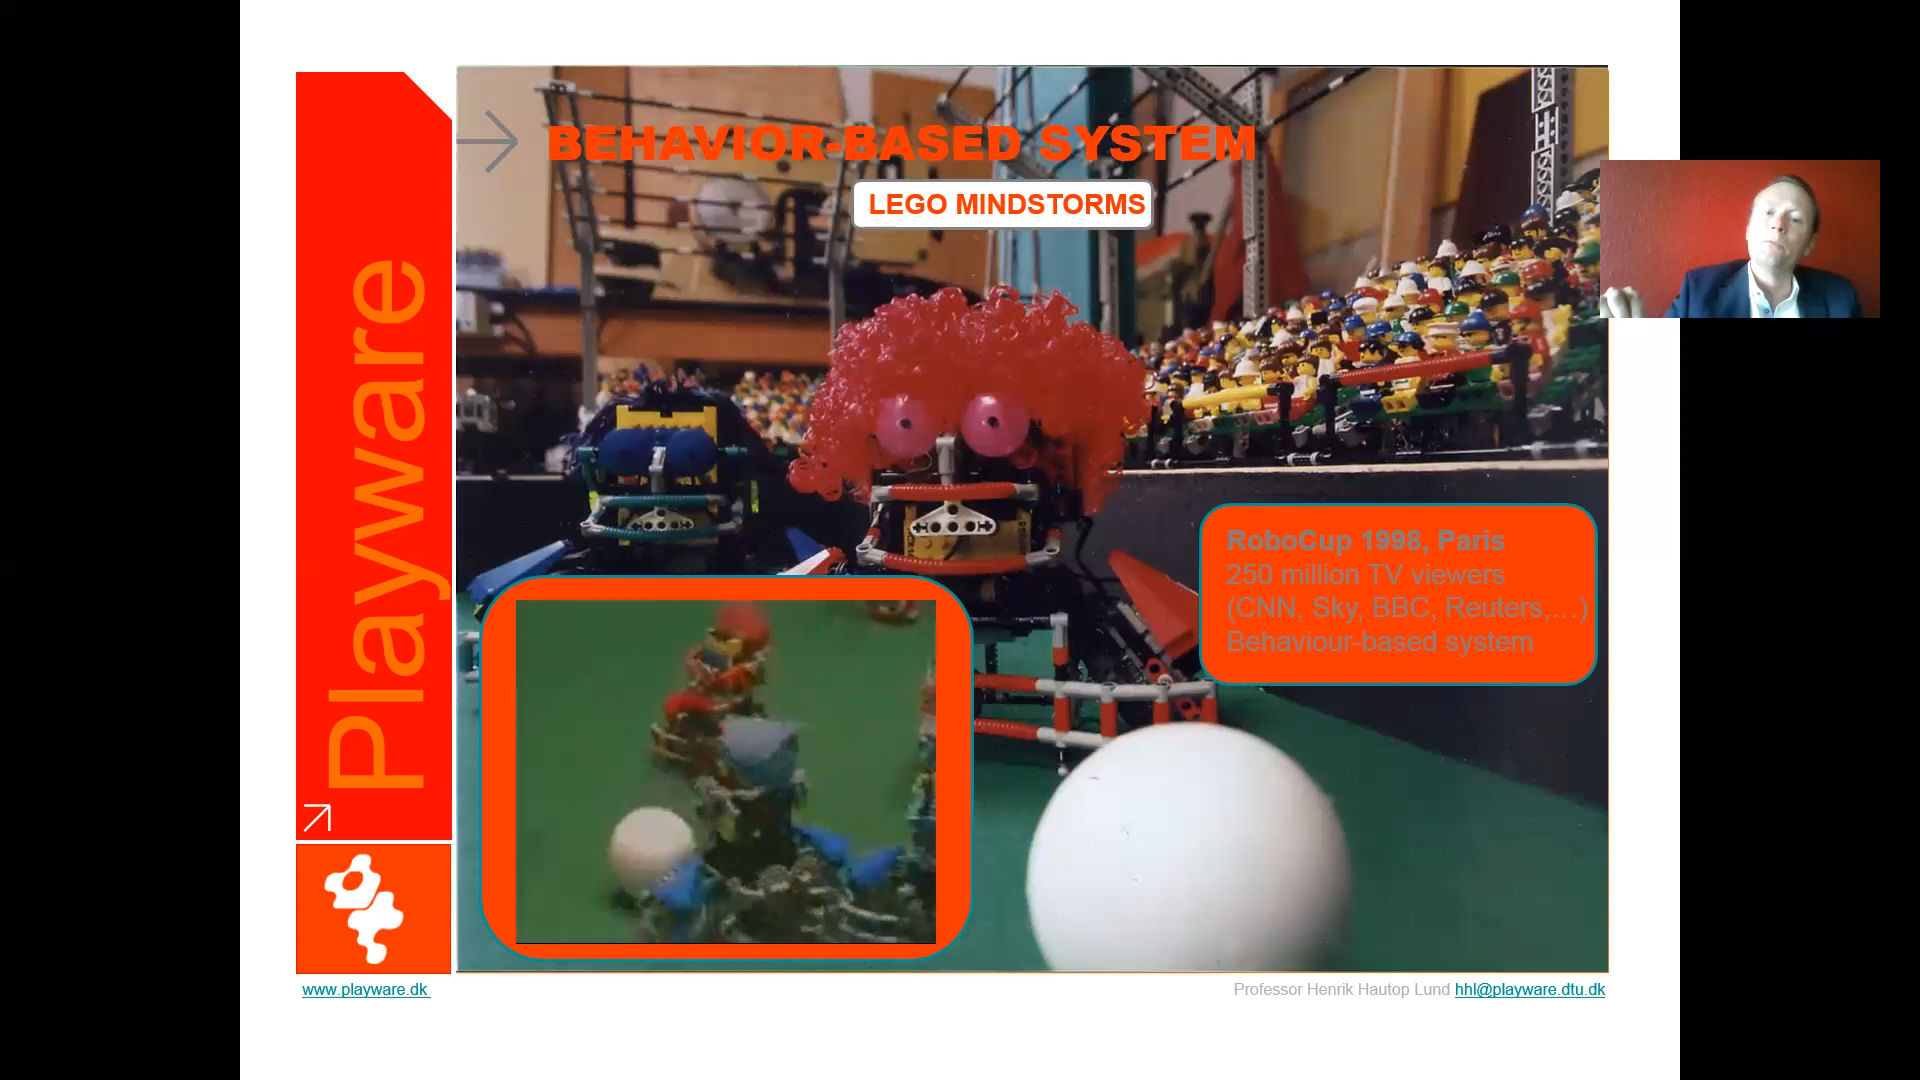 BEHAVIOR-BASED SYSTEM
LEGO MINDSTORMS
Playware
RoboCup 1998, Paris
250 million TV viewers
(CNN, Sky, BBC, Reuters,...)
Behaviour-based system
www.playware.dk
Professor Henrik Hautop Lund hhl@playware.dtu.dk